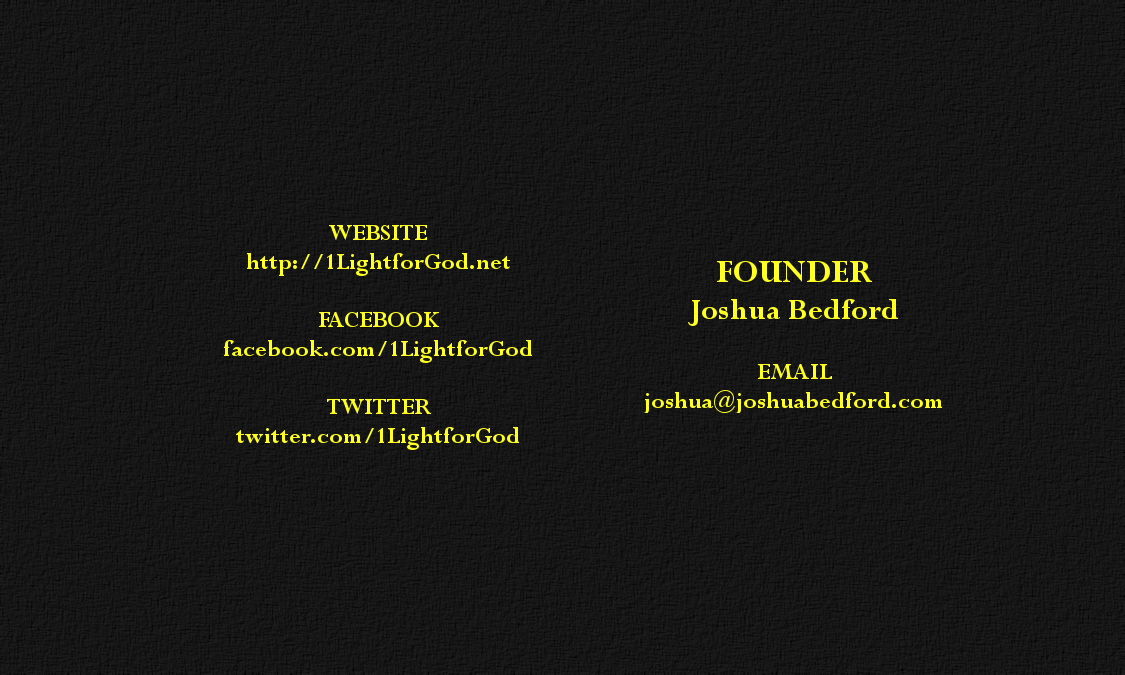 WEBSITE
http://1LightforGod.net
FACEBOOK
facebook.com/1LightforGod
TWITTER
twitter.com/1LightforGod
FOUNDER
Joshua Bedford
EMAIL
joshua@joshuabedford.com